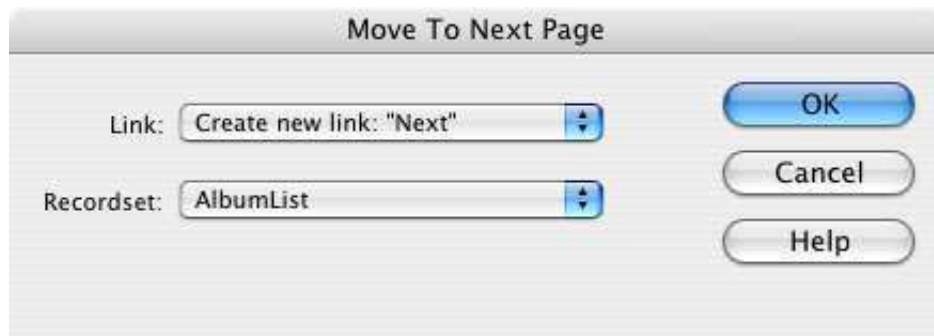 Move To Next Page
Link: Create new link: "Next"
OK
Cancel
Recordset: AlbumList
Help